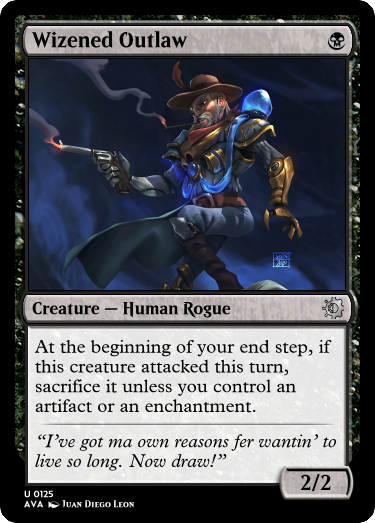 Wizened Outlaw
Creature — Human Rogue
At the beginning of your end step, if
this creature attacked this turn,
sacrifice it unless you control an
artifact or an enchantment.
“I’ve got ma own reasons fer wantin’ to
live so long. Now draw!”
2/2
U 0125
AVA Juan Diego Leon